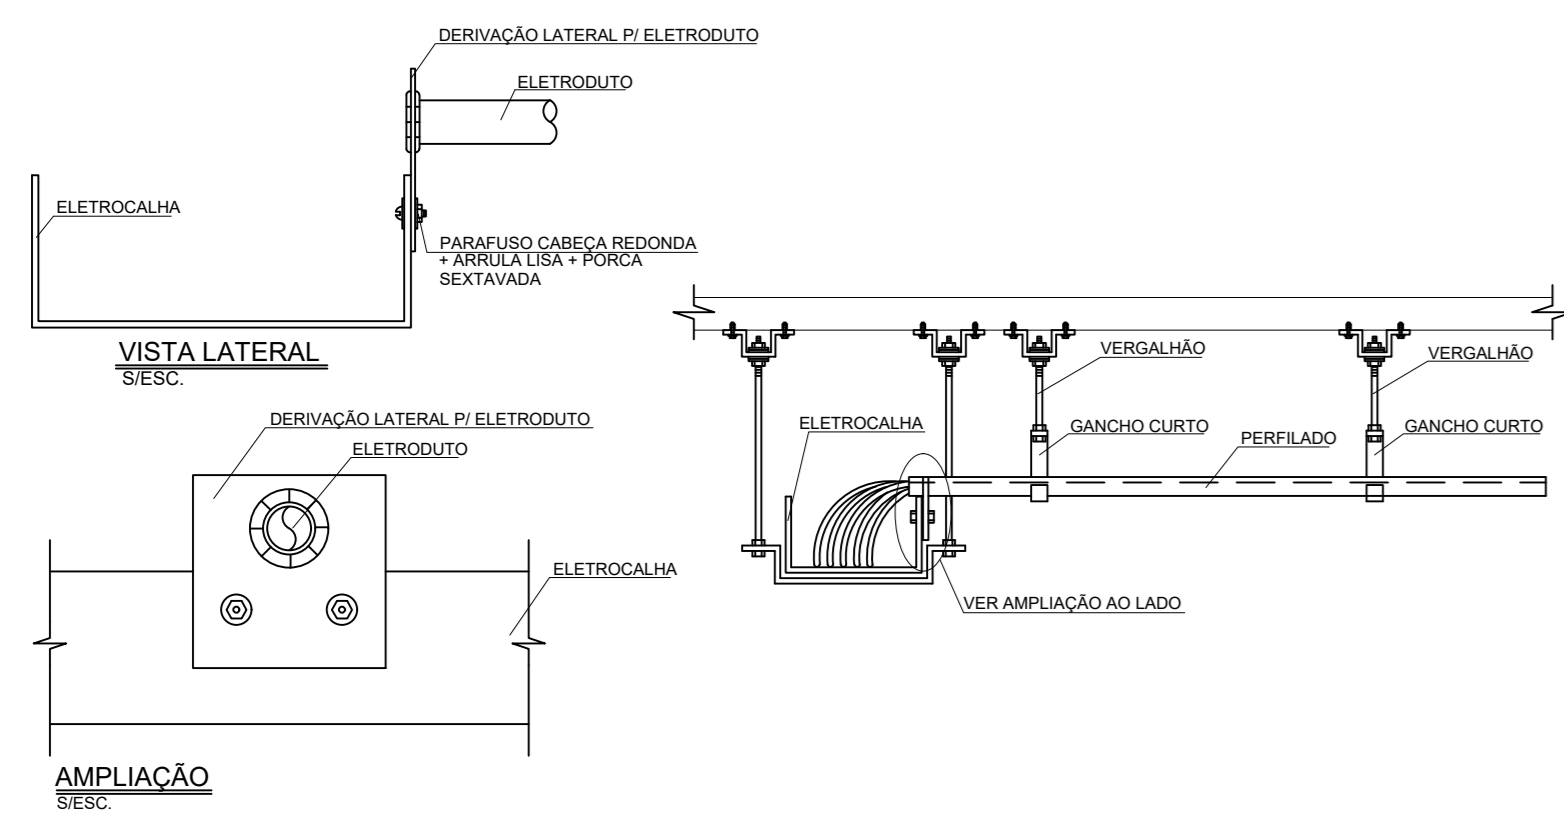 DERIVAÇÃO LATERAL P/ ELETRODUTO
ELETRODUTO
ELETROCALHA
PARAFUSO CABEÇA REDONDA
+ ARRULA LISA + PORCA
SEXTAVADA
VISTA LATERAL
S/ESC.
DERIVAÇÃO LATERAL P/ ELETRODUTO
ELETRODUTO
ELETROCALHA
AMPLIAÇÃO
S/ESC.
VERGALHÃO
VERGALHÃO
ELETROCALHA
GANCHO CURTO
PERFILADO
GANCHO CURTO
VER AMPLIAÇÃO AO LADO